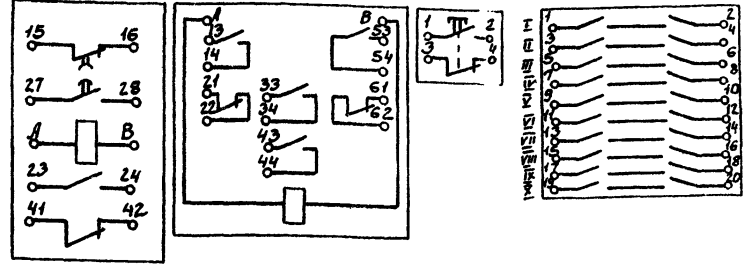 15 16
27 28
A B
23 24
41 42
A B
13 53
14 54
21 33 61
22 34 62
43
44
1 2
3 4
I 1 2
II 3 4
III 5 6
IV 7 8
V 9 10
VI 11 12
VII 13 14
VIII 15 16
IX 17 18
X 19 20